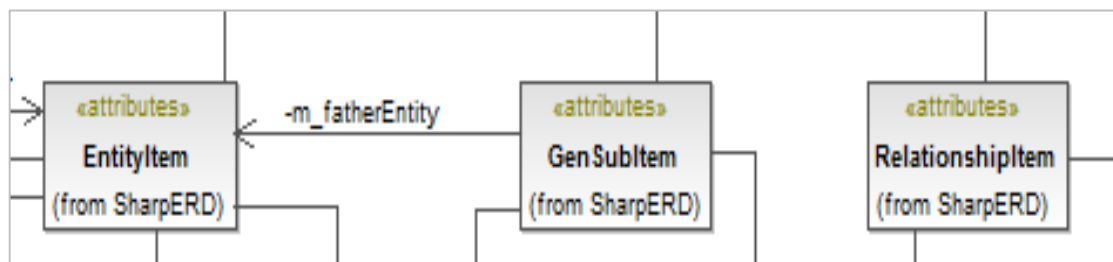 «attributes»
EntityItem
(from SharpERD)
-m_fatherEntity
«attributes»
GenSubItem
(from SharpERD)
«attributes»
RelationshipItem
(from SharpERD)